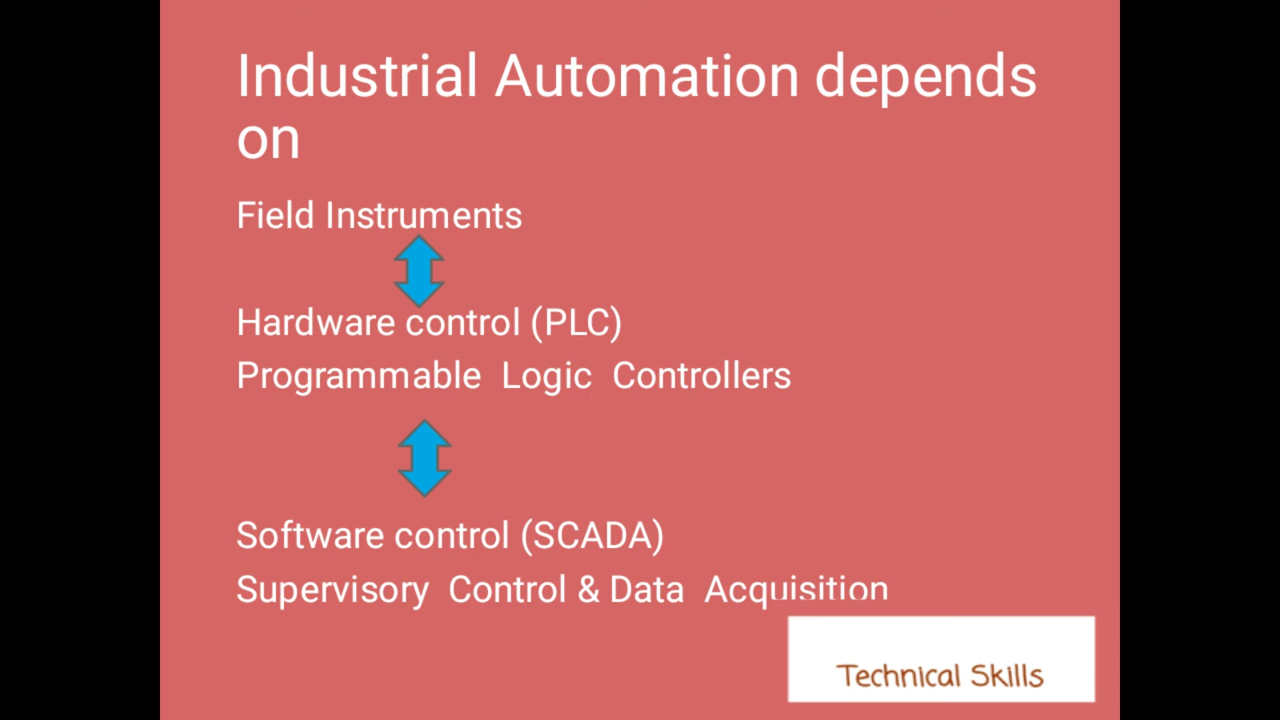 Industrial Automation depends
on
Field Instruments
Hardware control (PLC)
Programmable Logic Controllers
Software control (SCADA)
Supervisory Control & Data Acquisition
Technical Skills